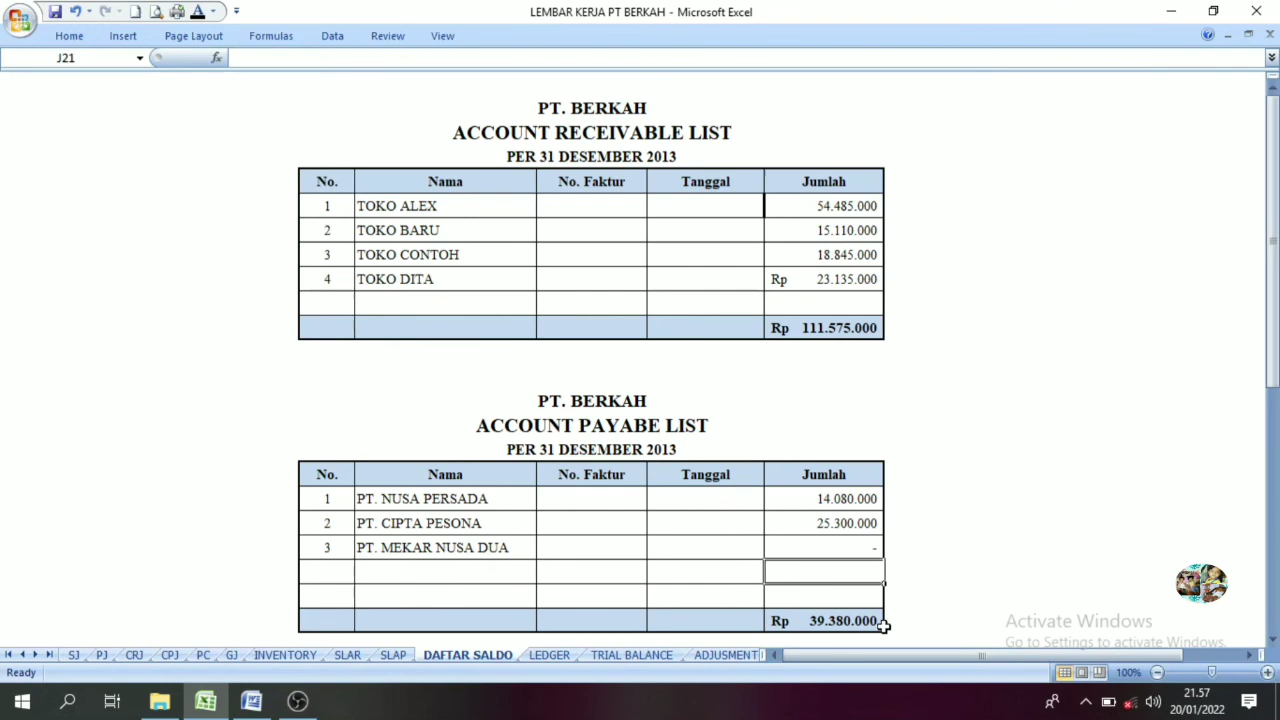 LEMBAR KERJA PT BERKAH - Microsoft Excel
Home Insert Page Layout Formulas Data Review View
J21 fx
PT. BERKAH
ACCOUNT RECEIVABLE LIST
PER 31 DESEMBER 2013
No. Nama No. Faktur Tanggal Jumlah
1 TOKO ALEX 54.485.000
2 TOKO BARU 15.110.000
3 TOKO CONTOH 18.845.000
4 TOKO DITA Rp 23.135.000
Rp 111.575.000
PT. BERKAH
ACCOUNT PAYABE LIST
PER 31 DESEMBER 2013
No. Nama No. Faktur Tanggal Jumlah
1 PT. NUSA PERSADA 14.080.000
2 PT. CIPTA PESONA 25.300.000
3 PT. MEKAR NUSA DUA -
Rp 39.380.000
Activate Windows
Go to Settings to activate Windows.
SJ PJ CRJ CPJ PC GJ INVENTORY SLAR SLAP DAFTAR SALDO LEDGER TRIAL BALANCE ADJUSMENT
Ready 100%
21.57
20/01/2022